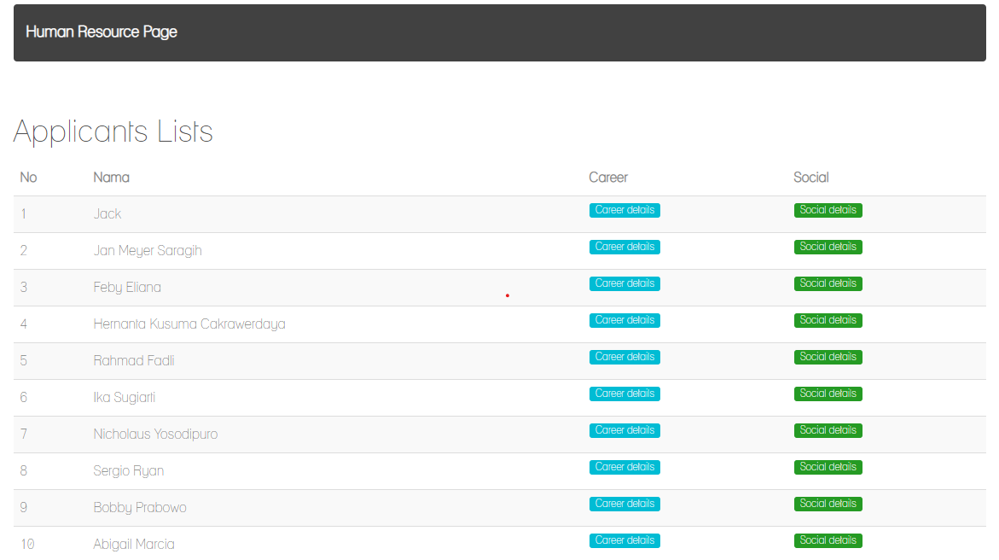 Human Resource Page
Applicants Lists
No Nama Career Social
1 Jack Career details Social details
2 Jan Meyer Saragih Career details Social details
3 Feby Eliana Career details Social details
4 Hernanta Kusuma Cakrawerdaya Career details Social details
5 Rahmad Fadli Career details Social details
6 Ika Sugiarti Career details Social details
7 Nicholaus Yosodipuro Career details Social details
8 Sergio Ryan Career details Social details
9 Bobby Prabowo Career details Social details
10 Abigail Marcia Career details Social details